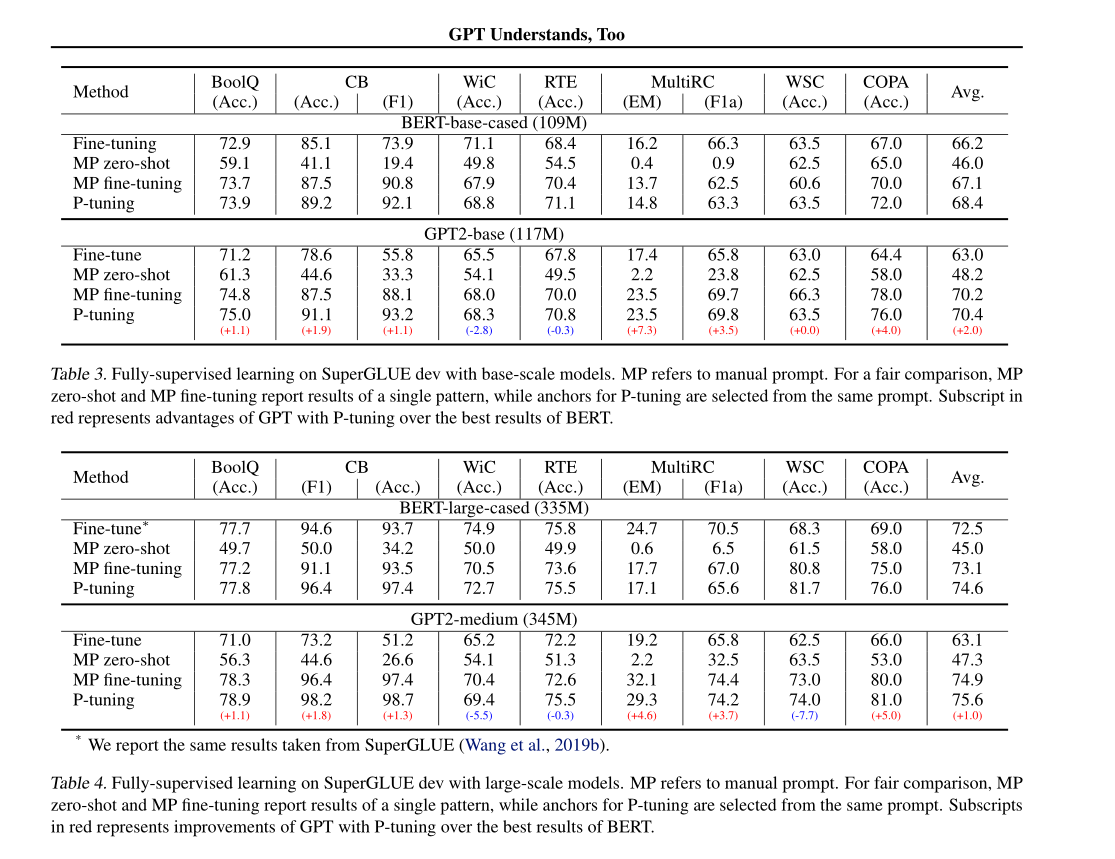 GPT Understands, Too
Method BoolQ CB WiC RTE MultiRC WSC COPA Avg.
(Acc.) (Acc.) (F1) (Acc.) (Acc.) (EM) (F1a) (Acc.) (Acc.)
BERT-base-cased (109M)
Fine-tuning 72.9 85.1 73.9 71.1 68.4 16.2 66.3 63.5 67.0 66.2
MP zero-shot 59.1 41.1 19.4 49.8 54.5 0.4 0.9 62.5 65.0 46.0
MP fine-tuning 73.7 87.5 90.8 67.9 70.4 13.7 62.5 60.6 70.0 67.1
P-tuning 73.9 89.2 92.1 68.8 71.1 14.8 63.3 63.5 72.0 68.4
GPT2-base (117M)
Fine-tune 71.2 78.6 55.8 65.5 67.8 17.4 65.8 63.0 64.4 63.0
MP zero-shot 61.3 44.6 33.3 54.1 49.5 2.2 23.8 62.5 58.0 48.2
MP fine-tuning 74.8 87.5 88.1 68.0 70.0 23.5 69.7 66.3 78.0 70.2
P-tuning 75.0 91.1 93.2 68.3 70.8 23.5 69.8 63.5 76.0 70.4
(+1.1) (+1.9) (+1.1) (-2.8) (-0.3) (+7.3) (+3.5) (+0.0) (+4.0) (+2.0)
Table 3. Fully-supervised learning on SuperGLUE dev with base-scale models. MP refers to manual prompt. For a fair comparison, MP
zero-shot and MP fine-tuning report results of a single pattern, while anchors for P-tuning are selected from the same prompt. Subscript in
red represents advantages of GPT with P-tuning over the best results of BERT.
Method BoolQ CB WiC RTE MultiRC WSC COPA Avg.
(Acc.) (F1) (Acc.) (Acc.) (Acc.) (EM) (F1a) (Acc.) (Acc.)
BERT-large-cased (335M)
Fine-tune* 77.7 94.6 93.7 74.9 75.8 24.7 70.5 68.3 69.0 72.5
MP zero-shot 49.7 50.0 34.2 50.0 49.9 0.6 6.5 61.5 58.0 45.0
MP fine-tuning 77.2 91.1 93.5 70.5 73.6 17.7 67.0 80.8 75.0 73.1
P-tuning 77.8 96.4 97.4 72.7 75.5 17.1 65.6 81.7 76.0 74.6
GPT2-medium (345M)
Fine-tune 71.0 73.2 51.2 65.2 72.2 19.2 65.8 62.5 66.0 63.1
MP zero-shot 56.3 44.6 26.6 54.1 51.3 2.2 32.5 63.5 53.0 47.3
MP fine-tuning 78.3 96.4 97.4 70.4 72.6 32.1 74.4 73.0 80.0 74.9
P-tuning 78.9 98.2 98.7 69.4 75.5 29.3 74.2 74.0 81.0 75.6
(+1.1) (+1.8) (+1.3) (-5.5) (-0.3) (+4.6) (+3.7) (-7.7) (+5.0) (+1.0)
* We report the same results taken from SuperGLUE (Wang et al., 2019b).
Table 4. Fully-supervised learning on SuperGLUE dev with large-scale models. MP refers to manual prompt. For fair comparison, MP
zero-shot and MP fine-tuning report results of a single pattern, while anchors for P-tuning are selected from the same prompt. Subscripts
in red represents improvements of GPT with P-tuning over the best results of BERT.